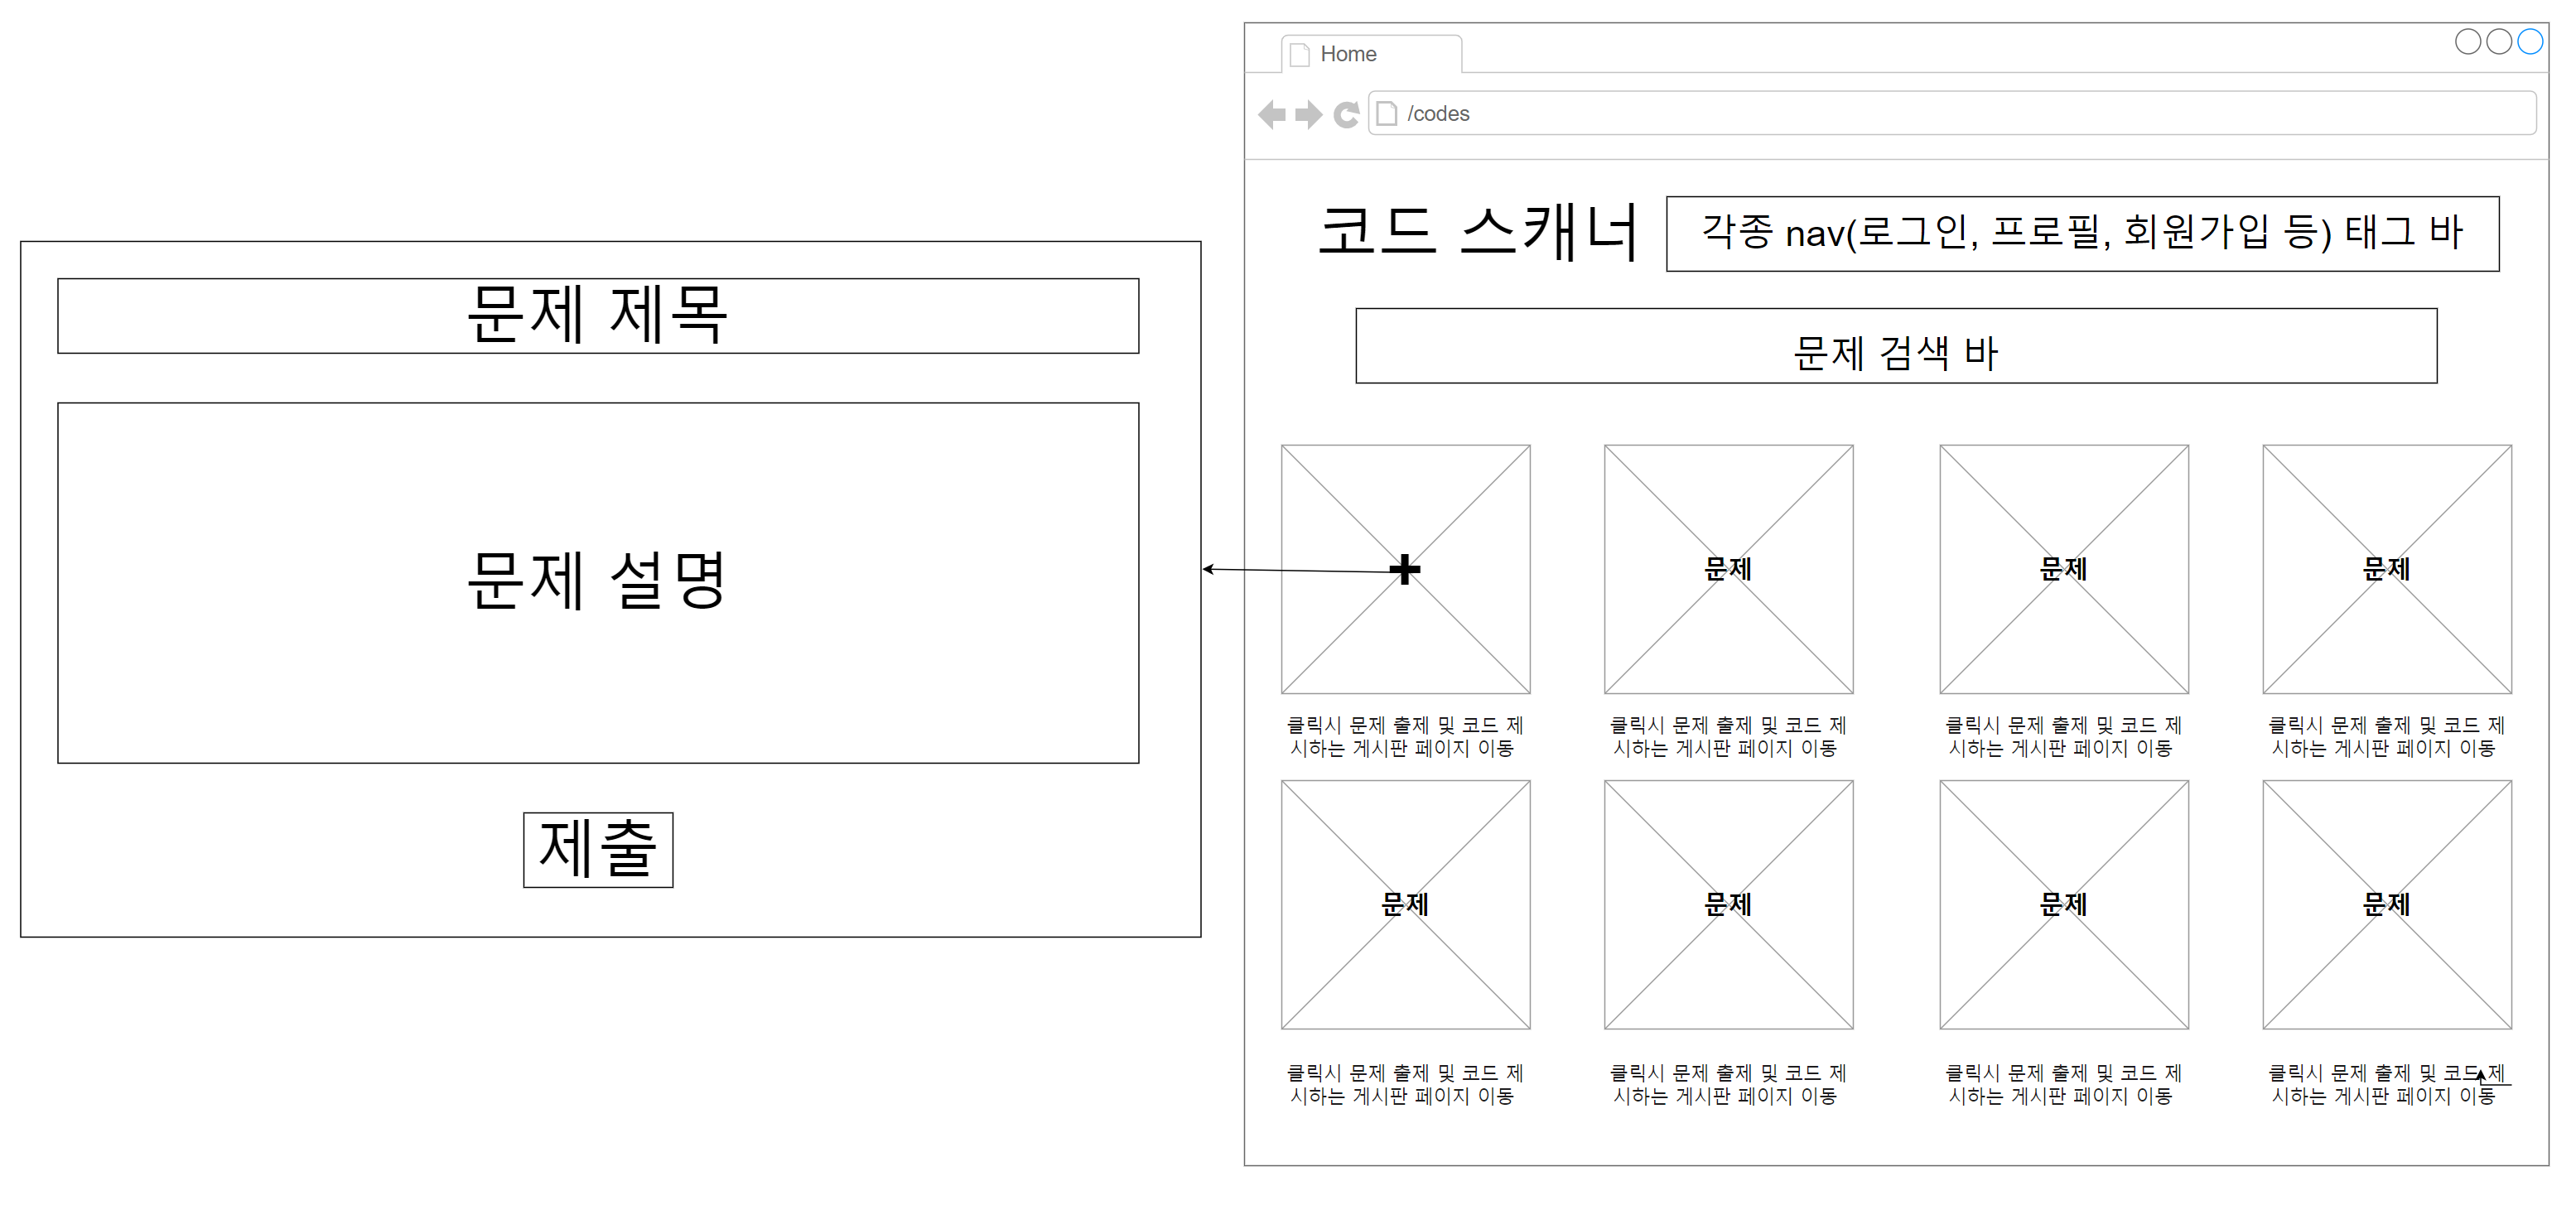 Home
/codes
코드 스캐너
각종 nav(로그인, 프로필, 회원가입 등) 태그 바
문제 검색 바
문제 제목
문제 설명
제출
문제
문제
문제
클릭시 문제 출제 및 코드 제
시하는 게시판 페이지 이동
클릭시 문제 출제 및 코드 제
시하는 게시판 페이지 이동
클릭시 문제 출제 및 코드 제
시하는 게시판 페이지 이동
클릭시 문제 출제 및 코드 제
시하는 게시판 페이지 이동
문제
문제
문제
문제
클릭시 문제 출제 및 코드 제
시하는 게시판 페이지 이동
클릭시 문제 출제 및 코드 제
시하는 게시판 페이지 이동
클릭시 문제 출제 및 코드 제
시하는 게시판 페이지 이동
클릭시 문제 출제 및 코드 제
시하는 게시판 페이지 이동